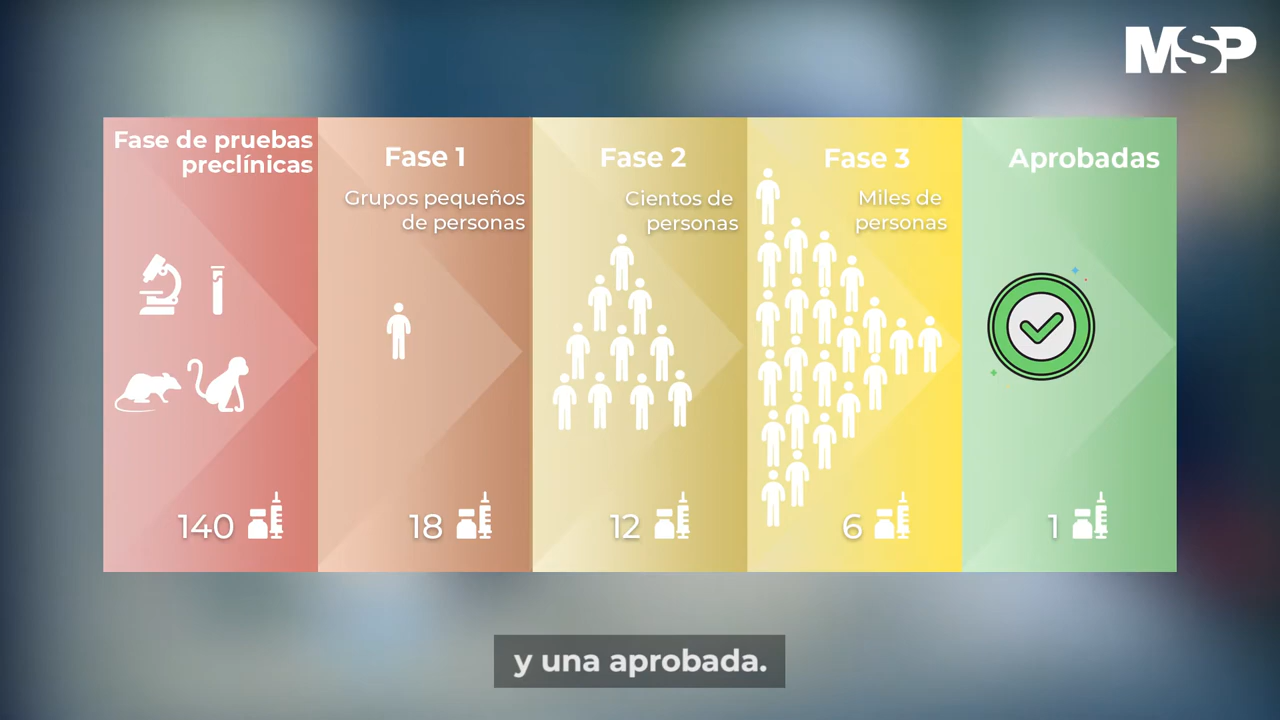 MSP
Fase de pruebas
preclínicas
140
Fase 1
Grupos pequeños
de personas
18
Fase 2
Cientos de
personas
12
Fase 3
Miles de
personas
6
Aprobadas
1
y una aprobada.